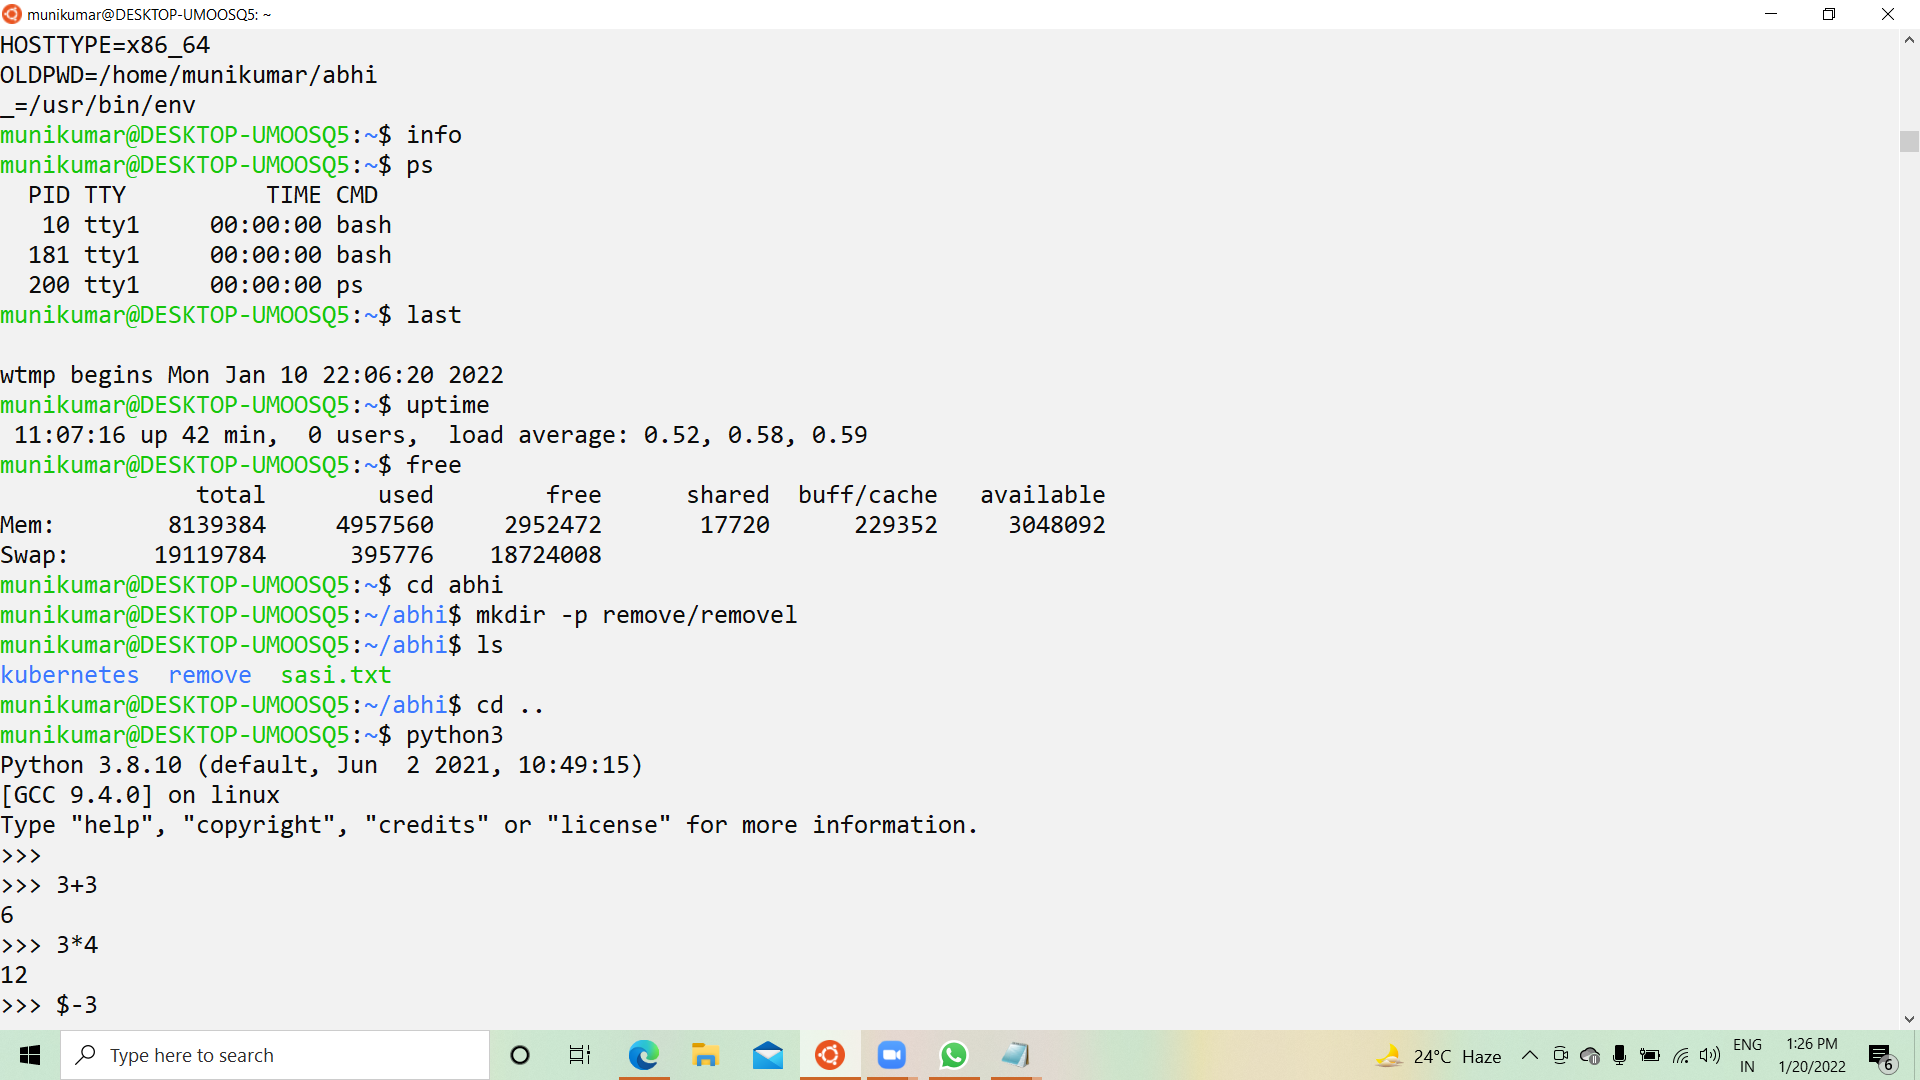 munikumar@DESKTOP-UMOOSQ5: ~
HOSTTYPE=x86_64
OLDPWD=/home/munikumar/abhi
_=/usr/bin/env
munikumar@DESKTOP-UMOOSQ5:~$ info
munikumar@DESKTOP-UMOOSQ5:~$ ps
  PID TTY          TIME CMD
   10 tty1     00:00:00 bash
  181 tty1     00:00:00 bash
  200 tty1     00:00:00 ps
munikumar@DESKTOP-UMOOSQ5:~$ last
wtmp begins Mon Jan 10 22:06:20 2022
munikumar@DESKTOP-UMOOSQ5:~$ uptime
 11:07:16 up 42 min,  0 users,  load average: 0.52, 0.58, 0.59
munikumar@DESKTOP-UMOOSQ5:~$ free
              total        used        free      shared  buff/cache   available
Mem:        8139384     4957560     2952472       17720      229352     3048092
Swap:      19119784      395776    18724008
munikumar@DESKTOP-UMOOSQ5:~$ cd abhi
munikumar@DESKTOP-UMOOSQ5:~/abhi$ mkdir -p remove/removel
munikumar@DESKTOP-UMOOSQ5:~/abhi$ ls
kubernetes  remove  sasi.txt
munikumar@DESKTOP-UMOOSQ5:~/abhi$ cd ..
munikumar@DESKTOP-UMOOSQ5:~$ python3
Python 3.8.10 (default, Jun  2 2021, 10:49:15)
[GCC 9.4.0] on linux
Type "help", "copyright", "credits" or "license" for more information.
>>>
>>> 3+3
6
>>> 3*4
12
>>> $-3
Type here to search
24°C Haze
ENG
IN
1:26 PM
1/20/2022
6